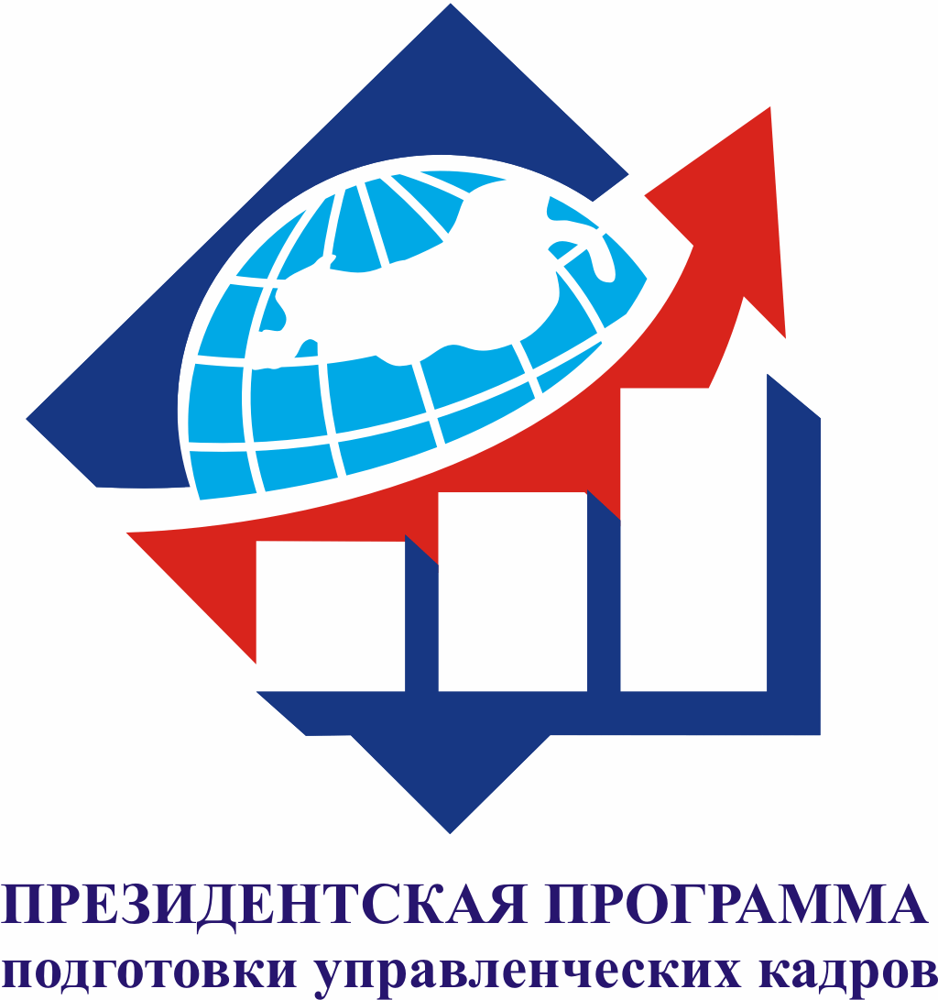 ПРЕЗИДЕНТСКАЯ ПРОГРАММА
подготовки управленческих кадров